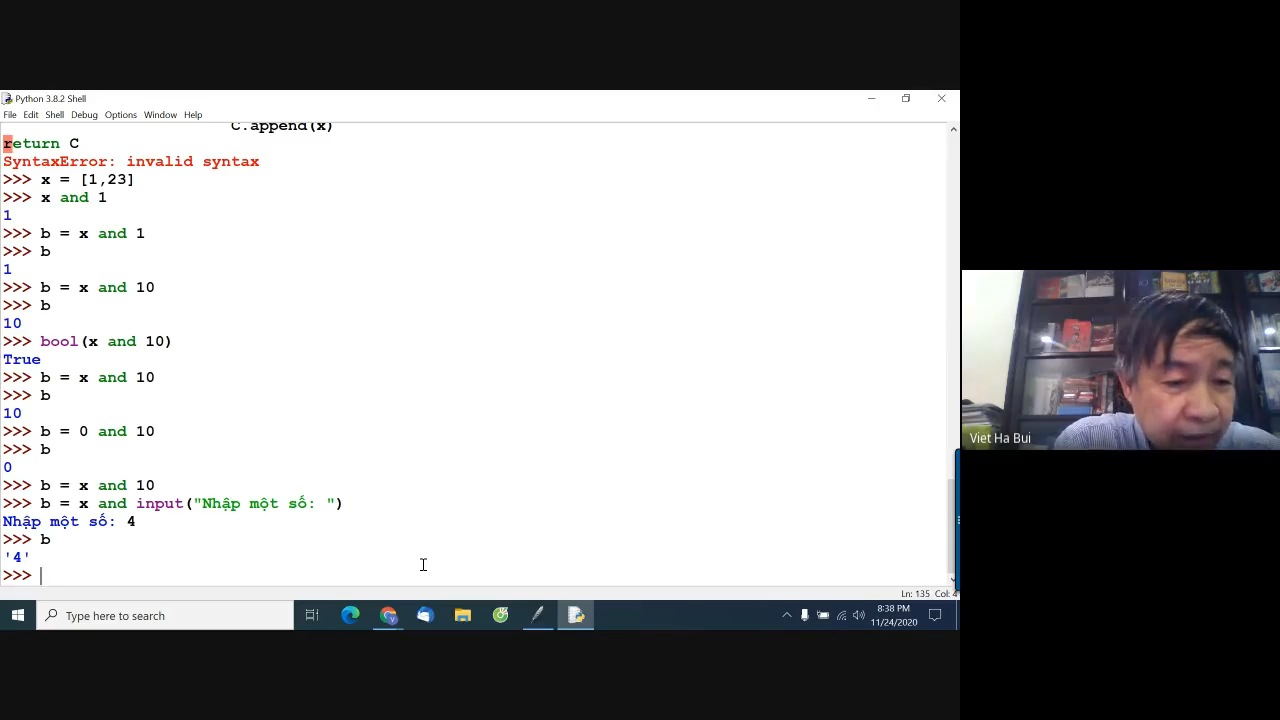 Python 3.8.2 Shell
File Edit Shell Debug Options Window Help
C.append(x)
return C
SyntaxError: invalid syntax
>>> x = [1,23]
>>> x and 1
1
>>> b = x and 1
>>> b
1
>>> b = x and 10
>>> b
10
>>> bool(x and 10)
True
>>> b = x and 10
>>> b
10
>>> b = 0 and 10
>>> b
0
>>> b = x and 10
>>> b = x and input("Nhập một số: ")
Nhập một số: 4
>>> b
'4'
>>>
Ln: 135 Col: 4
Type here to search
8:38 PM
11/24/2020
Viet Ha Bui